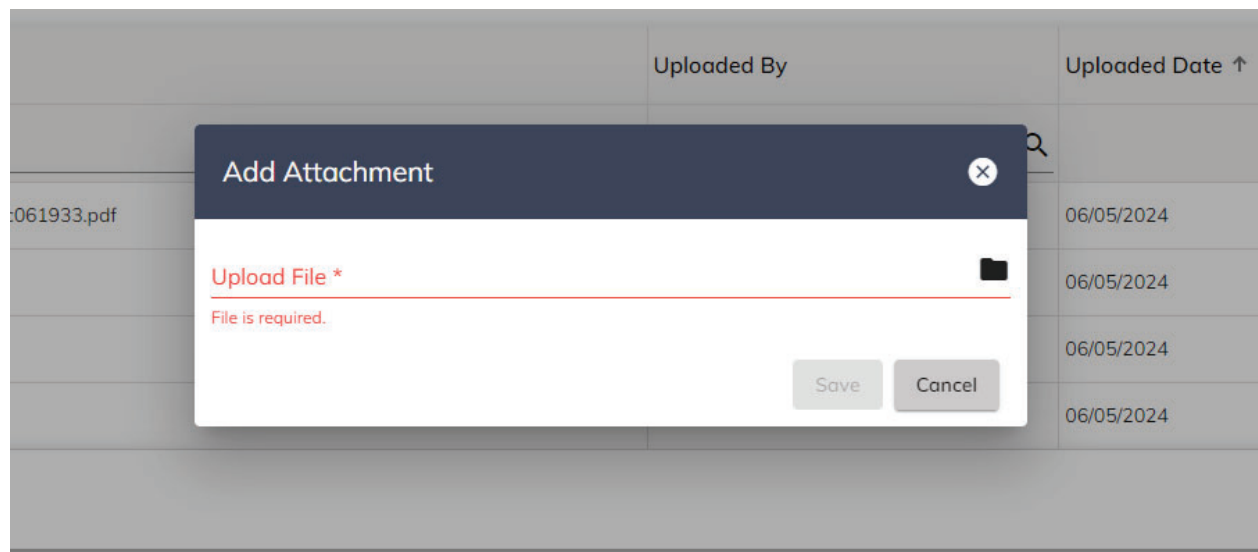 Uploaded By Uploaded Date ↑
Add Attachment
:061933.pdf 06/05/2024
Upload File *
06/05/2024
File is required.
06/05/2024
Save Cancel
06/05/2024